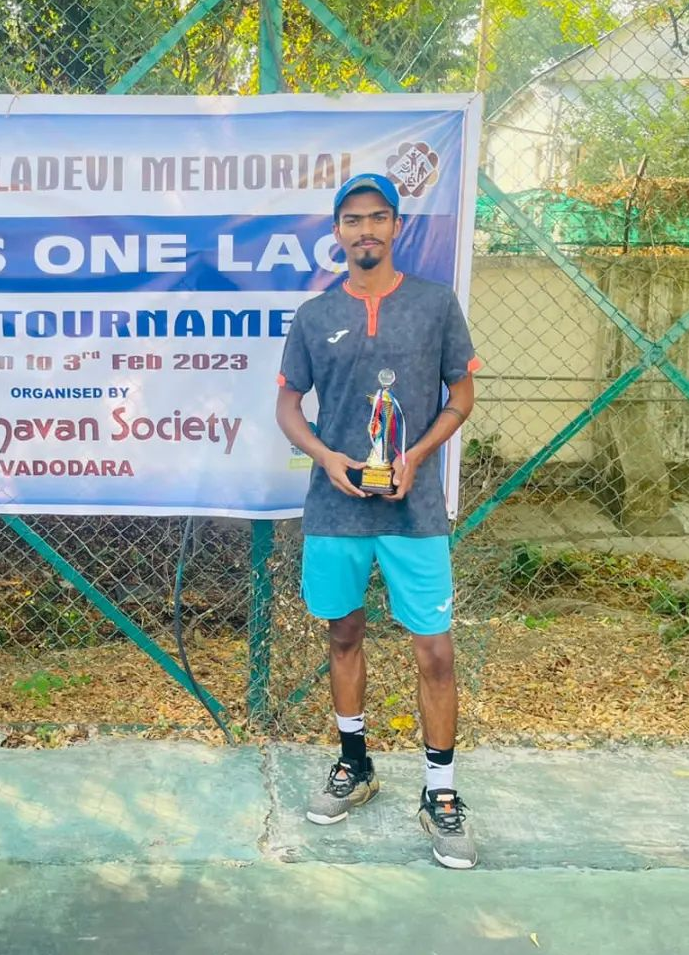 LADEVI MEMORIAL
S ONE LAC
TOURNAME
n to 3rd Feb 2023
ORGANISED BY
havan Society
VADODARA